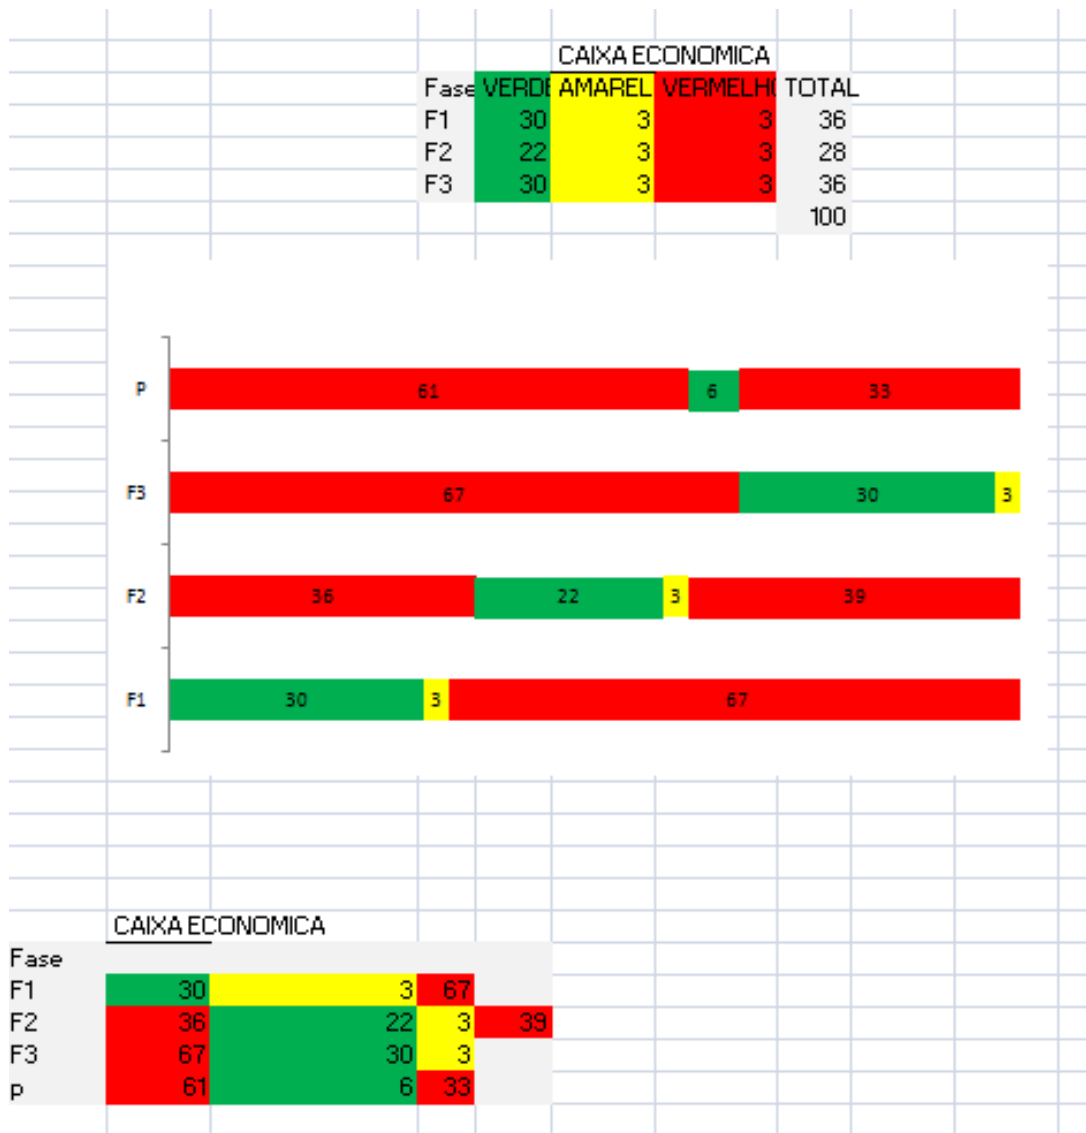 CAIXA ECONOMICA
Fase VERDE AMAREL VERMELHO TOTAL
F1 30 3 3 36
F2 22 3 3 28
F3 30 3 3 36
100
P 61 6 33
F3 67 30 3
F2 36 22 3 39
F1 30 3 67
CAIXA ECONOMICA
Fase
F1 30 3 67
F2 36 22 3 39
F3 67 30 3
p 61 6 33